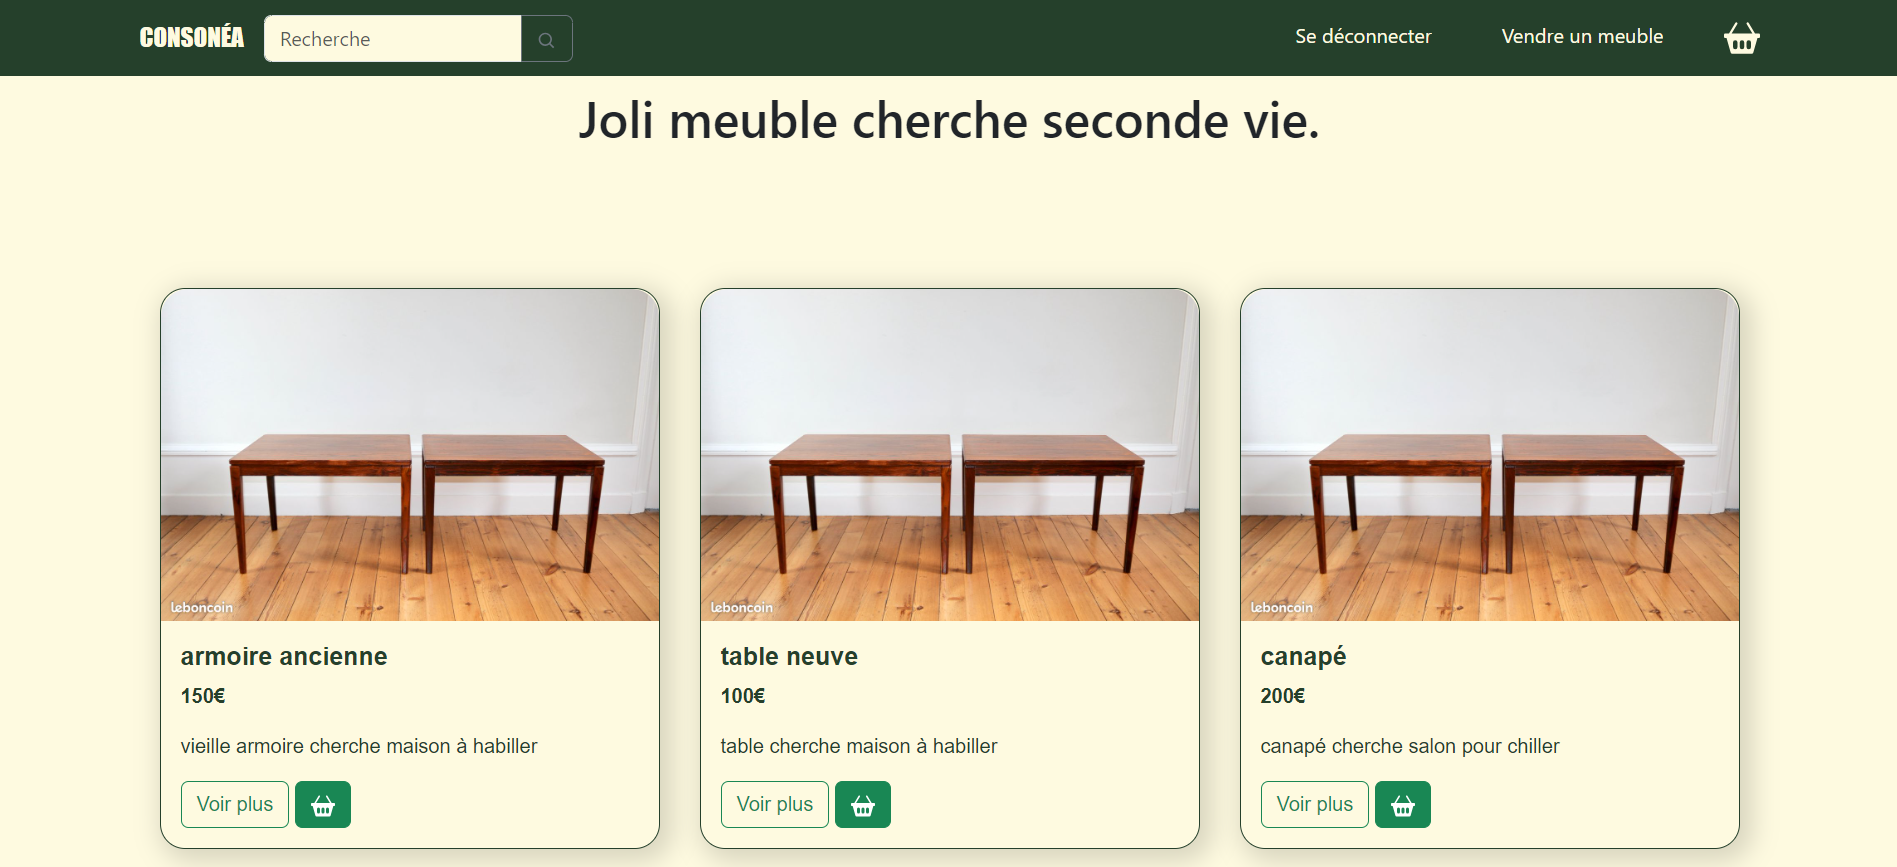 CONSONÉA
Recherche
Se déconnecter
Vendre un meuble
Joli meuble cherche seconde vie.
leboncoin
leboncoin
leboncoin
armoire ancienne
150€
vieille armoire cherche maison à habiller
Voir plus
table neuve
100€
table cherche maison à habiller
Voir plus
canapé
200€
canapé cherche salon pour chiller
Voir plus